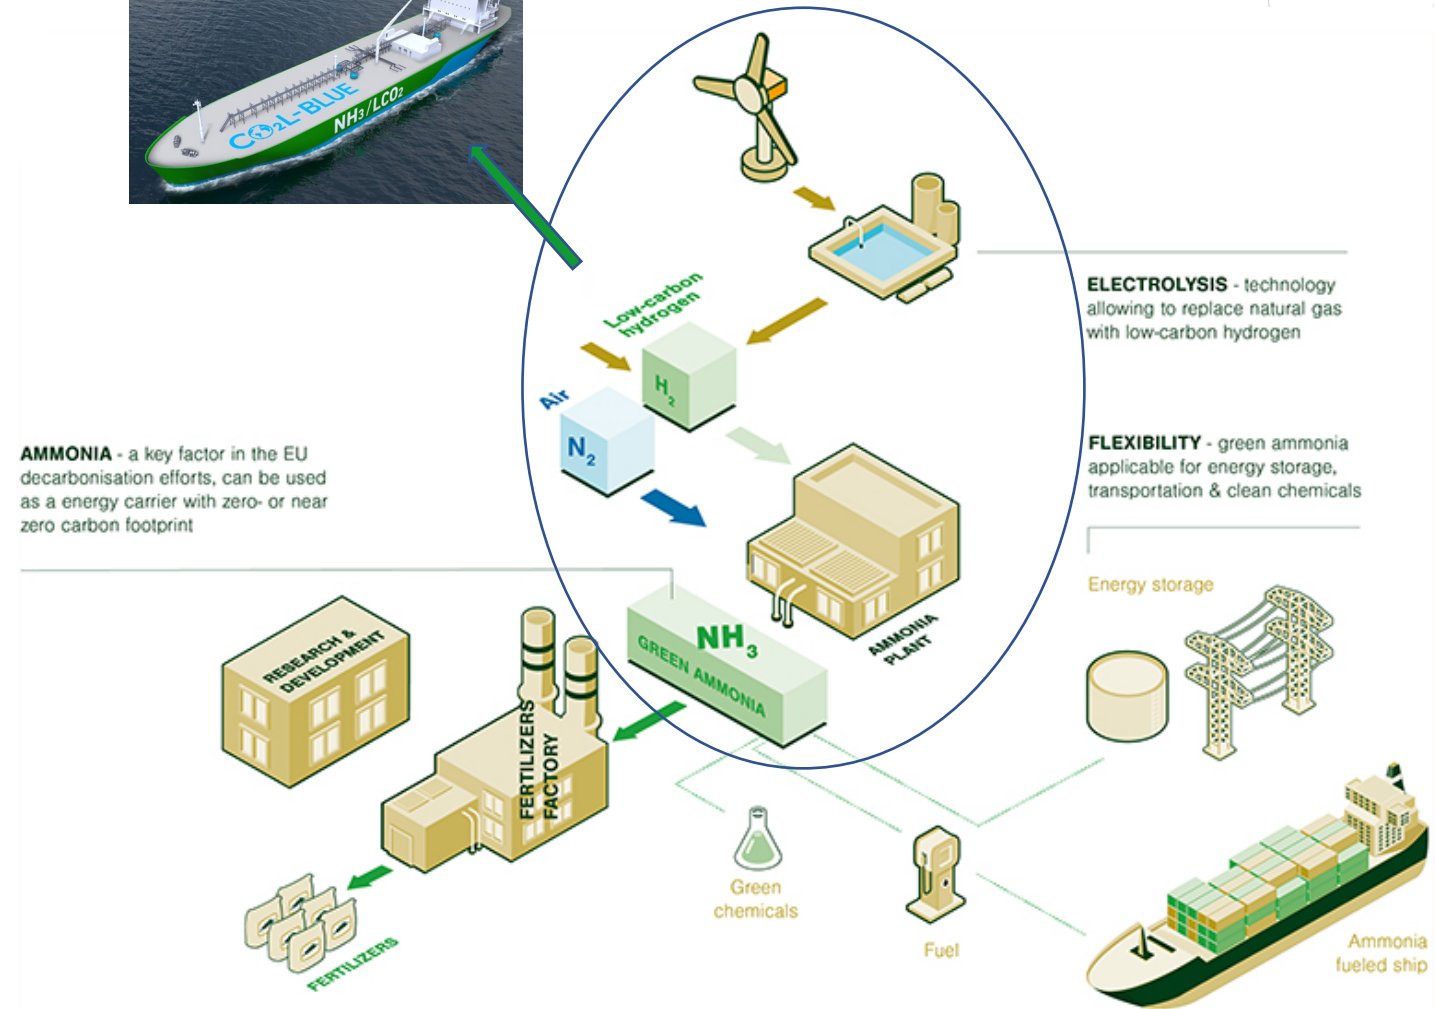 CO₂L-BLUE
NH₃/LCO₂
ELECTROLYSIS - technology
allowing to replace natural gas
with low-carbon hydrogen
Low-carbon
hydrogen
H₂
Air
N₂
AMMONIA - a key factor in the EU
decarbonisation efforts, can be used
as a energy carrier with zero- or near
zero carbon footprint
FLEXIBILITY - green ammonia
applicable for energy storage,
transportation & clean chemicals
Energy storage
AMMONIA
PLANT
NH₃
GREEN AMMONIA
RESEARCH &
DEVELOPMENT
FERTILIZERS
FACTORY
FERTILIZERS
Green
chemicals
Fuel
Ammonia
fueled ship